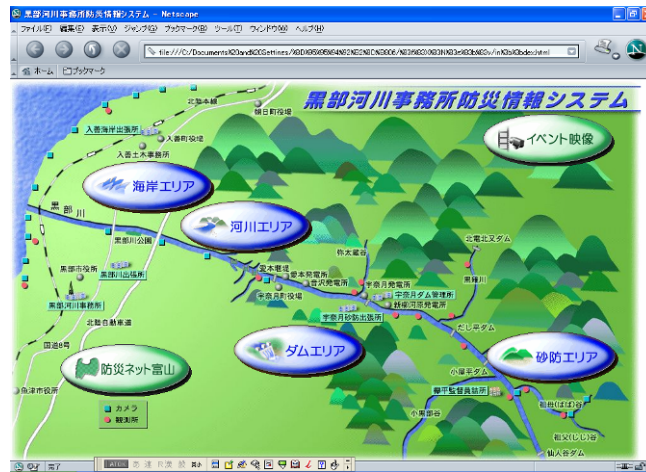 黒部河川事務所防災情報システム - Netscape
ファイル(F) 編集(E) 表示(V) ジャンプ(G) ブックマーク(B) ツール(T) ウィンドウ(W) ヘルプ(H)
ホーム ブックマーク
黒部河川事務所防災情報システム
北陸本線
朝日町役場
入善海岸出張所
入善町役場
入善土木事務所
イベント映像
海岸エリア
黒部川
河川エリア
黒部川公園
弥太蔵谷
北電北又ダム
黒部市役所
黒部川出張所
愛本堰堤
愛本発電所
音沢発電所
宇奈月発電所
黒薙川
宇奈月町役場
宇奈月ダム管理所
新柳河原発電所
黒部河川事務所
宇奈月砂防出張所
北陸自動車道
だし平ダム
国道8号
ダムエリア
砂防エリア
防災ネット富山
小屋平ダム
欅平監督員詰所
魚津市役所
カメラ
観測所
小黒部谷
祖母(ばば)谷
祖父(じじ)谷
仙人谷ダム
完了